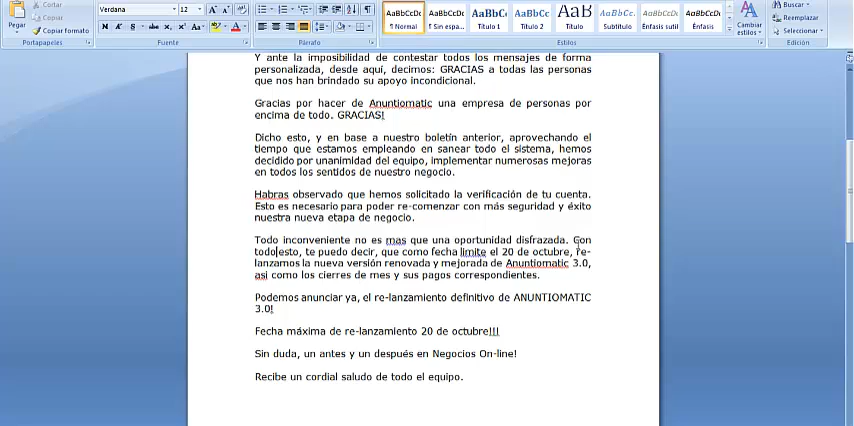 Cortar
Copiar
Pegar
Copiar formato
Portapapeles
Verdana
12
Fuente
Párrafo
AaBbCcDc AaBbCcDc AaBbC AaBbCc AaB AaBbCc. AaBbCcDc AaBbCcDc
¶ Normal ¶ Sin espa... Título 1 Título 2 Título Subtítulo Énfasis sutil Énfasis
Estilos
Cambiar
estilos
Buscar
Reemplazar
Seleccionar
Edición
Y ante la imposibilidad de contestar todos los mensajes de forma
personalizada, desde aquí, decimos: GRACIAS a todas las personas
que nos han brindado su apoyo incondicional.
Gracias por hacer de Anuntiomatic una empresa de personas por
encima de todo. GRACIAS!
Dicho esto, y en base a nuestro boletín anterior, aprovechando el
tiempo que estamos empleando en sanear todo el sistema, hemos
decidido por unanimidad del equipo, implementar numerosas mejoras
en todos los sentidos de nuestro negocio.
Habras observado que hemos solicitado la verificación de tu cuenta.
Esto es necesario para poder re-comenzar con más seguridad y éxito
nuestra nueva etapa de negocio.
Todo inconveniente no es mas que una oportunidad disfrazada. Con
todo esto, te puedo decir, que como fecha limite el 20 de octubre, re-
lanzamos la nueva versión renovada y mejorada de Anuntiomatic 3.0,
asi como los cierres de mes y sus pagos correspondientes.
Podemos anunciar ya, el re-lanzamiento definitivo de ANUNTIOMATIC
3.0!
Fecha máxima de re-lanzamiento 20 de octubre!!!
Sin duda, un antes y un después en Negocios On-line!
Recibe un cordial saludo de todo el equipo.